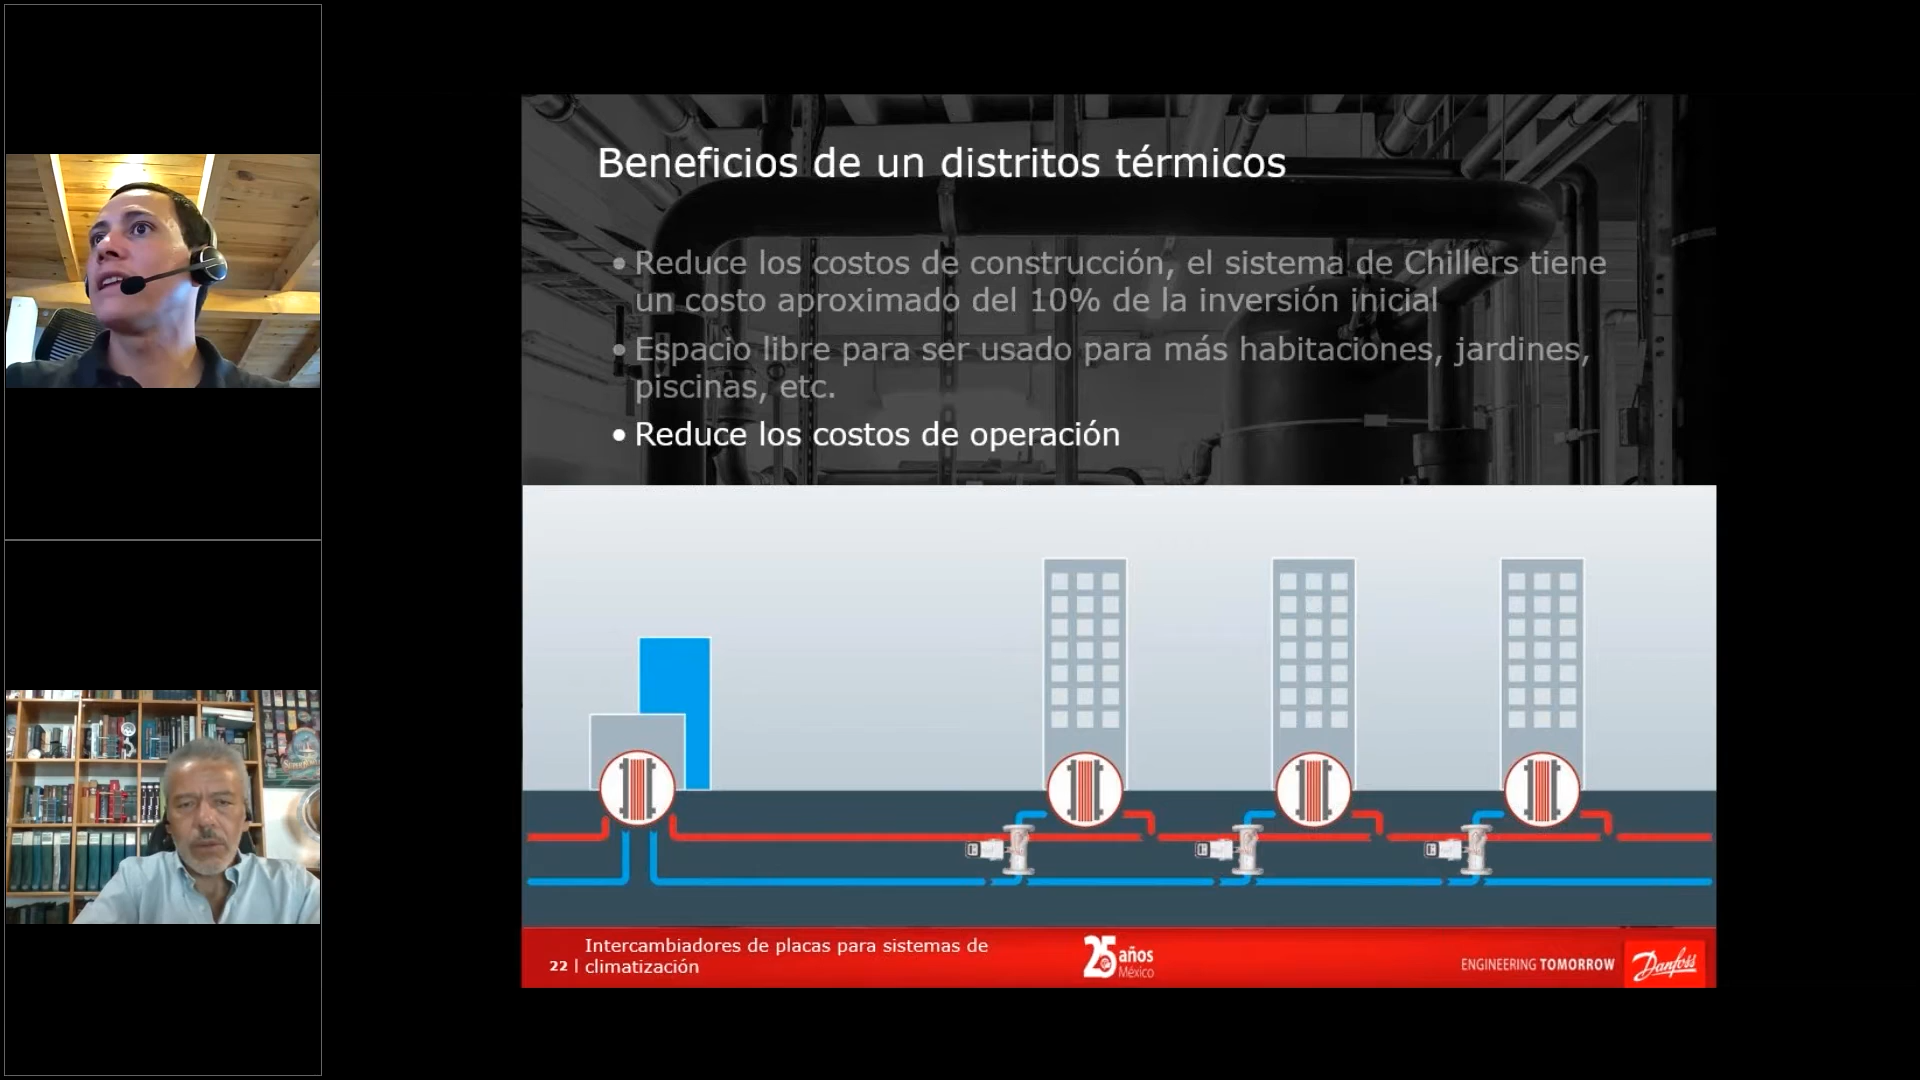 Beneficios de un distritos térmicos
• Reduce los costos de construcción, el sistema de Chillers tiene
un costo aproximado del 10% de la inversión inicial
• Espacio libre para ser usado para más habitaciones, jardines,
piscinas, etc.
• Reduce los costos de operación
22 | Intercambiadores de placas para sistemas de
climatización
25 años
México
ENGINEERING TOMORROW
Danfoss